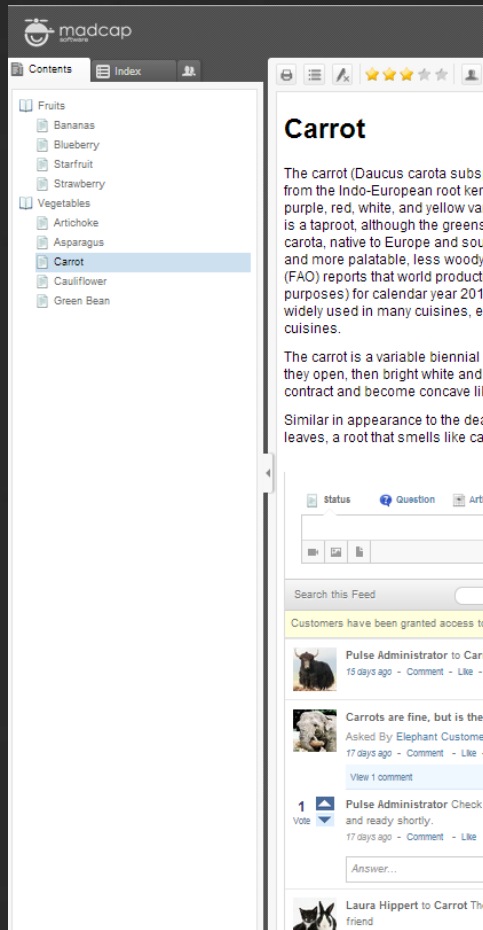 madcap
software
Contents
Index
Fruits
Bananas
Blueberry
Starfruit
Strawberry
Vegetables
Artichoke
Asparagus
Carrot
Cauliflower
Green Bean
Carrot
The carrot (Daucus carota subs
from the Indo-European root ker
purple, red, white, and yellow va
is a taproot, although the greens
carota, native to Europe and sou
and more palatable, less woody
(FAO) reports that world producti
purposes) for calendar year 201
widely used in many cuisines, e
cuisines.
The carrot is a variable biennial
they open, then bright white and
contract and become concave li
Similar in appearance to the dea
leaves, a root that smells like ca
Status Question Arti
Search this Feed
Customers have been granted access to
Pulse Administrator to Car
15 days ago - Comment - Like -
Carrots are fine, but is the
Asked By Elephant Custome
17 days ago - Comment - Like -
View 1 comment
1
Vote
Pulse Administrator Check
and ready shortly.
17 days ago - Comment - Like
Answer...
Laura Hippert to Carrot The
friend